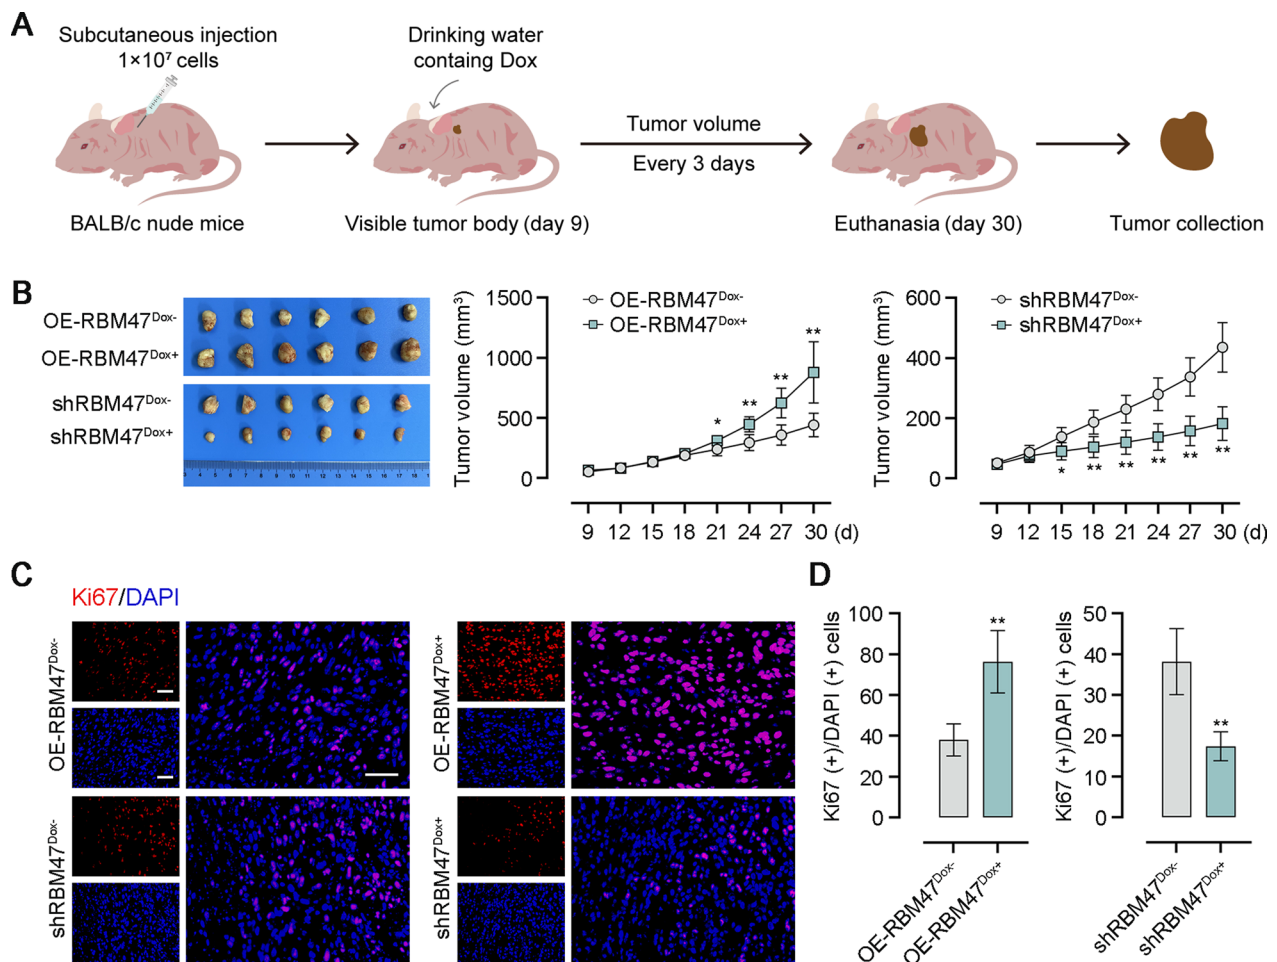 A
Subcutaneous injection
1×10⁷ cells
Drinking water
containg Dox
Tumor volume
Every 3 days
BALB/c nude mice
Visible tumor body (day 9)
Euthanasia (day 30)
Tumor collection
B
OE-RBM47Dox-
OE-RBM47Dox+
shRBM47Dox-
shRBM47Dox+
Tumor volume (mm³)
1500
1000
500
0
OE-RBM47Dox-
OE-RBM47Dox+
*
**
**
**
9 12 15 18 21 24 27 30 (d)
Tumor volume (mm³)
600
400
200
0
shRBM47Dox-
shRBM47Dox+
*
**
**
**
**
**
9 12 15 18 21 24 27 30 (d)
C
Ki67/DAPI
OE-RBM47Dox-
OE-RBM47Dox+
shRBM47Dox-
shRBM47Dox+
D
Ki67 (+)/DAPI (+) cells
100
80
60
40
20
0
**
OE-RBM47Dox-
OE-RBM47Dox+
Ki67 (+)/DAPI (+) cells
50
40
30
20
10
0
**
shRBM47Dox-
shRBM47Dox+